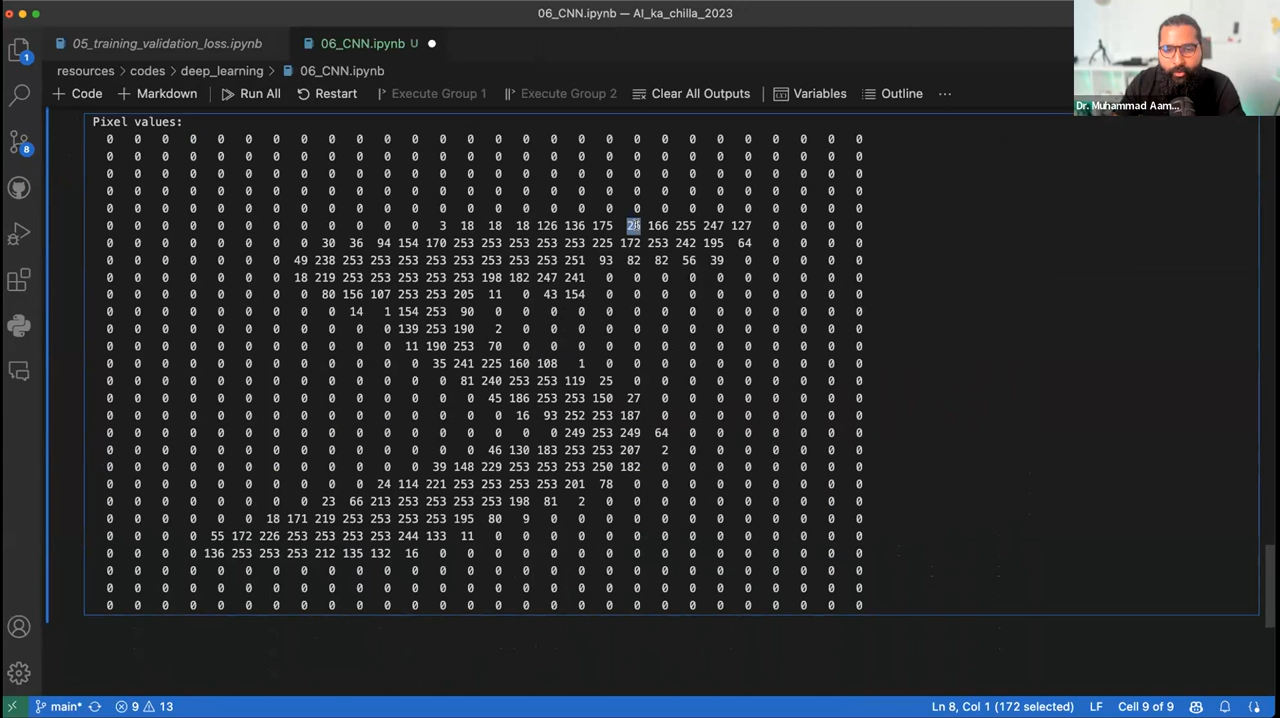 06_CNN.ipynb — AI_ka_chilla_2023
05_training_validation_loss.ipynb 06_CNN.ipynb U
resources > codes > deep_learning > 06_CNN.ipynb
Code Markdown Run All Restart Execute Group 1 Execute Group 2 Clear All Outputs Variables Outline ...
Dr. Muhammad Aam...
1
8
Pixel values:
0 0 0 0 0 0 0 0 0 0 0 0 0 0 0 0 0 0 0 0 0 0 0 0 0 0 0 0
0 0 0 0 0 0 0 0 0 0 0 0 0 0 0 0 0 0 0 0 0 0 0 0 0 0 0 0
0 0 0 0 0 0 0 0 0 0 0 0 0 0 0 0 0 0 0 0 0 0 0 0 0 0 0 0
0 0 0 0 0 0 0 0 0 0 0 0 0 0 0 0 0 0 0 0 0 0 0 0 0 0 0 0
0 0 0 0 0 0 0 0 0 0 0 0 0 0 0 0 0 0 0 0 0 0 0 0 0 0 0 0
0 0 0 0 0 0 0 0 0 0 0 0 3 18 18 18 126 136 175 166 255 247 127 0 0 0 0
0 0 0 0 0 0 0 0 30 36 94 154 170 253 253 253 253 253 225 172 253 242 195 64 0 0 0 0
0 0 0 0 0 0 0 49 238 253 253 253 253 253 253 253 253 251 93 82 82 56 39 0 0 0 0 0
0 0 0 0 0 0 0 18 219 253 253 253 253 253 198 182 247 241 0 0 0 0 0 0 0 0 0 0
0 0 0 0 0 0 0 0 80 156 107 253 253 205 11 0 43 154 0 0 0 0 0 0 0 0 0 0
0 0 0 0 0 0 0 0 0 14 1 154 253 90 0 0 0 0 0 0 0 0 0 0 0 0 0 0
0 0 0 0 0 0 0 0 0 0 0 139 253 190 2 0 0 0 0 0 0 0 0 0 0 0 0 0
0 0 0 0 0 0 0 0 0 0 0 11 190 253 70 0 0 0 0 0 0 0 0 0 0 0 0 0
0 0 0 0 0 0 0 0 0 0 0 0 35 241 225 160 108 1 0 0 0 0 0 0 0 0 0 0
0 0 0 0 0 0 0 0 0 0 0 0 0 81 240 253 253 119 25 0 0 0 0 0 0 0 0 0
0 0 0 0 0 0 0 0 0 0 0 0 0 0 45 186 253 253 150 27 0 0 0 0 0 0 0 0
0 0 0 0 0 0 0 0 0 0 0 0 0 0 0 16 93 252 253 187 0 0 0 0 0 0 0 0
0 0 0 0 0 0 0 0 0 0 0 0 0 0 0 0 0 249 253 249 64 0 0 0 0 0 0 0
0 0 0 0 0 0 0 0 0 0 0 0 0 0 46 130 183 253 253 207 2 0 0 0 0 0 0 0
0 0 0 0 0 0 0 0 0 0 0 0 39 148 229 253 253 253 250 182 0 0 0 0 0 0 0 0
0 0 0 0 0 0 0 0 0 0 24 114 221 253 253 253 253 201 78 0 0 0 0 0 0 0 0 0
0 0 0 0 0 0 0 0 23 66 213 253 253 253 253 198 81 2 0 0 0 0 0 0 0 0 0 0
0 0 0 0 0 0 18 171 219 253 253 253 253 195 80 9 0 0 0 0 0 0 0 0 0 0 0 0
0 0 0 0 55 172 226 253 253 253 253 244 133 11 0 0 0 0 0 0 0 0 0 0 0 0 0 0
0 0 0 0 136 253 253 253 212 135 132 16 0 0 0 0 0 0 0 0 0 0 0 0 0 0 0 0
0 0 0 0 0 0 0 0 0 0 0 0 0 0 0 0 0 0 0 0 0 0 0 0 0 0 0 0
0 0 0 0 0 0 0 0 0 0 0 0 0 0 0 0 0 0 0 0 0 0 0 0 0 0 0 0
0 0 0 0 0 0 0 0 0 0 0 0 0 0 0 0 0 0 0 0 0 0 0 0 0 0 0 0
main* 9 13 Ln 8, Col 1 (172 selected) LF Cell 9 of 9